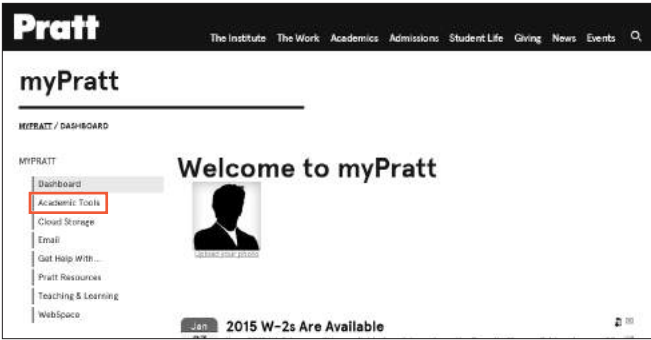 Pratt
The Institute The Work Academics Admissions Student Life Giving News Events
myPratt
MYPRATT / DASHBOARD
MYPRATT
Dashboard
Academic Tools
Cloud Storage
Email
Get Help With...
Pratt Resources
Teaching & Learning
WebSpace
Welcome to myPratt
Upload your photo
Jan
2015 W-2s Are Available